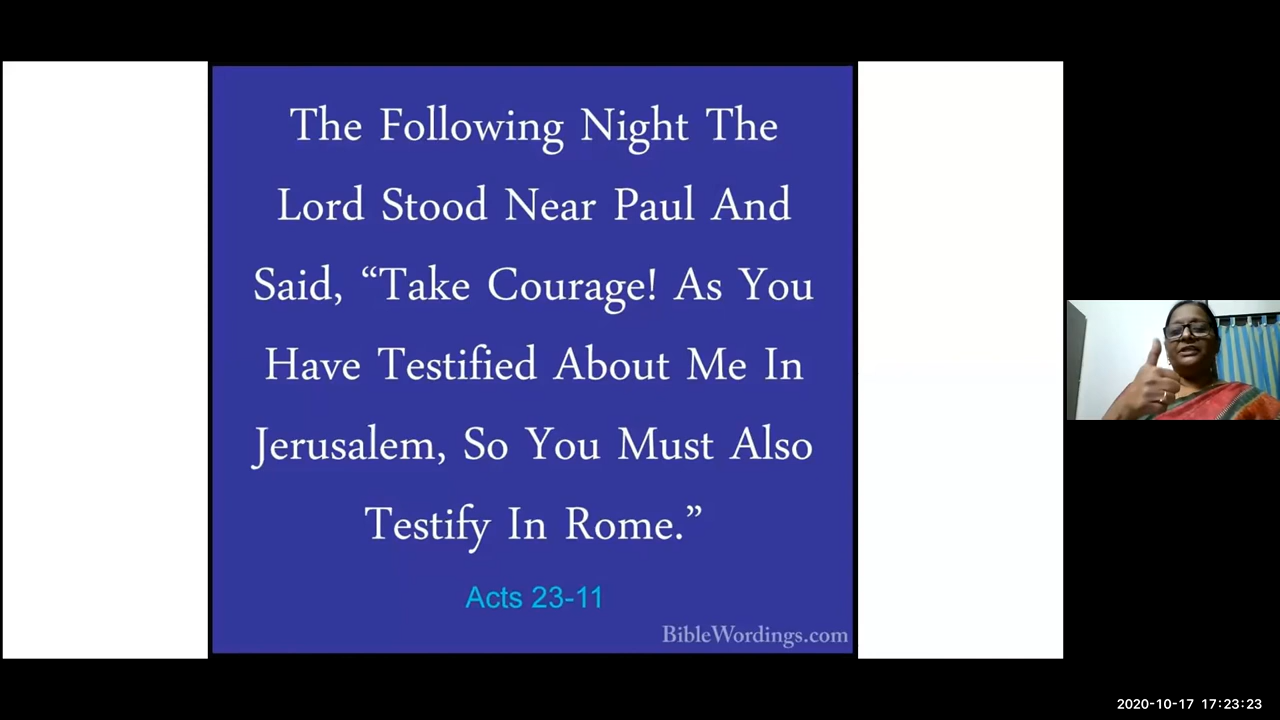 The Following Night The
Lord Stood Near Paul And
Said, “Take Courage! As You
Have Testified About Me In
Jerusalem, So You Must Also
Testify In Rome.”
Acts 23-11
BibleWordings.com
2020-10-17 17:23:23